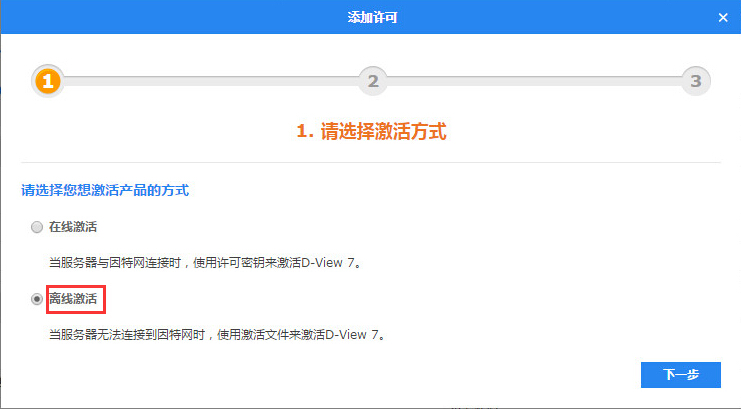 添加许可
×
1 2 3
1. 请选择激活方式
请选择您想激活产品的方式
在线激活
当服务器与因特网连接时，使用许可密钥来激活D-View 7。
离线激活
当服务器无法连接到因特网时，使用激活文件来激活D-View 7。
下一步